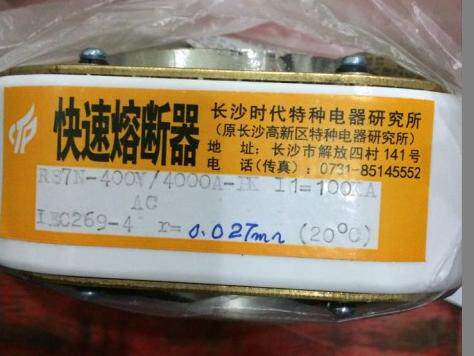 快速熔断器
长沙时代特种电器研究所
（原长沙高新区特种电器研究所）
地 址：长沙市解放四村141号
电 话（传真）：0731-85145552
RS7N-400V/4000A-PK I1=100KA
AC
IEC269-4 r=0.027mΩ (20°C)